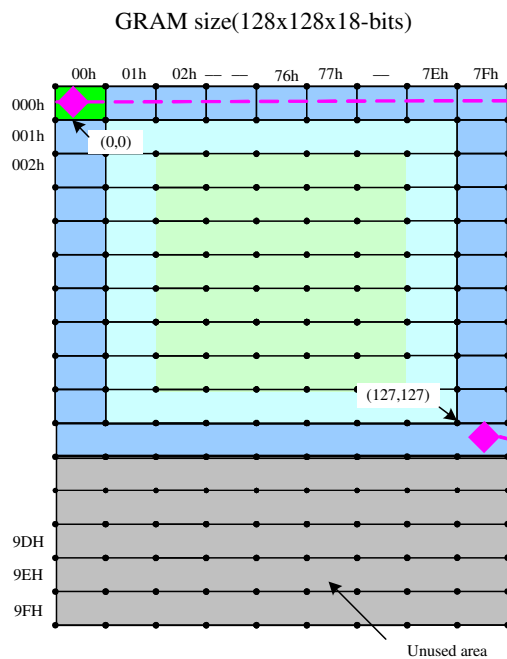 GRAM size(128x128x18-bits)
00h 01h 02h — — 76h 77h — 7Eh 7Fh
000h
001h
(0,0)
002h
(127,127)
9DH
9EH
9FH
Unused area